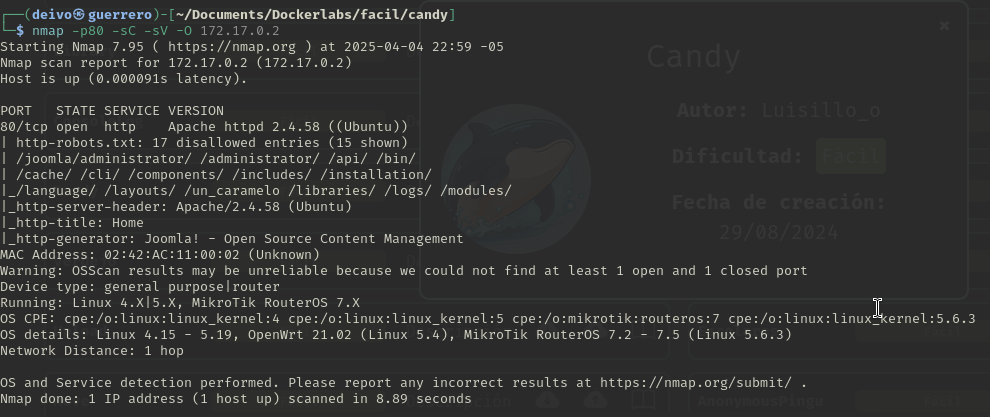 ┌──(deivo㉿guerrero)-[~/Documents/Dockerlabs/facil/candy]
└─$ nmap -p80 -sC -sV -O 172.17.0.2
Starting Nmap 7.95 ( https://nmap.org ) at 2025-04-04 22:59 -05
Nmap scan report for 172.17.0.2 (172.17.0.2)
Host is up (0.000091s latency).

PORT   STATE SERVICE VERSION
80/tcp open  http    Apache httpd 2.4.58 ((Ubuntu))
| http-robots.txt: 17 disallowed entries (15 shown)
| /joomla/administrator/ /administrator/ /api/ /bin/
| /cache/ /cli/ /components/ /includes/ /installation/
|_/language/ /layouts/ /un_caramelo /libraries/ /logs/ /modules/
|_http-server-header: Apache/2.4.58 (Ubuntu)
|_http-title: Home
|_http-generator: Joomla! - Open Source Content Management
MAC Address: 02:42:AC:11:00:02 (Unknown)
Warning: OSScan results may be unreliable because we could not find at least 1 open and 1 closed port
Device type: general purpose|router
Running: Linux 4.X|5.X, MikroTik RouterOS 7.X
OS CPE: cpe:/o:linux:linux_kernel:4 cpe:/o:linux:linux_kernel:5 cpe:/o:mikrotik:routeros:7 cpe:/o:linux:linux_kernel:5.6.3
OS details: Linux 4.15 - 5.19, OpenWrt 21.02 (Linux 5.4), MikroTik RouterOS 7.2 - 7.5 (Linux 5.6.3)
Network Distance: 1 hop

OS and Service detection performed. Please report any incorrect results at https://nmap.org/submit/ .
Nmap done: 1 IP address (1 host up) scanned in 8.89 seconds
Candy
Autor: Luisillo_o
Dificultad: Fácil
Fecha de creación:
29/08/2024
AnonymousPingu